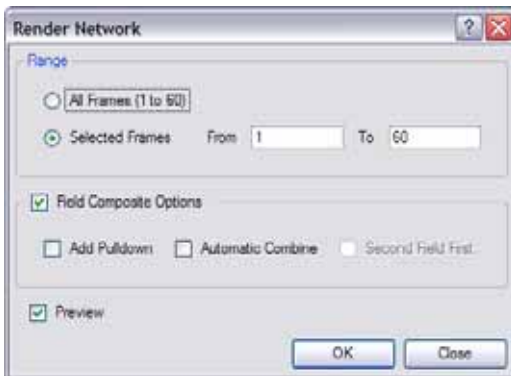 Render Network
Range
All Frames (1 to 60)
Selected Frames From 1 To 60
Field Composite Options
Add Pulldown Automatic Combine Second Field First
Preview
OK Close